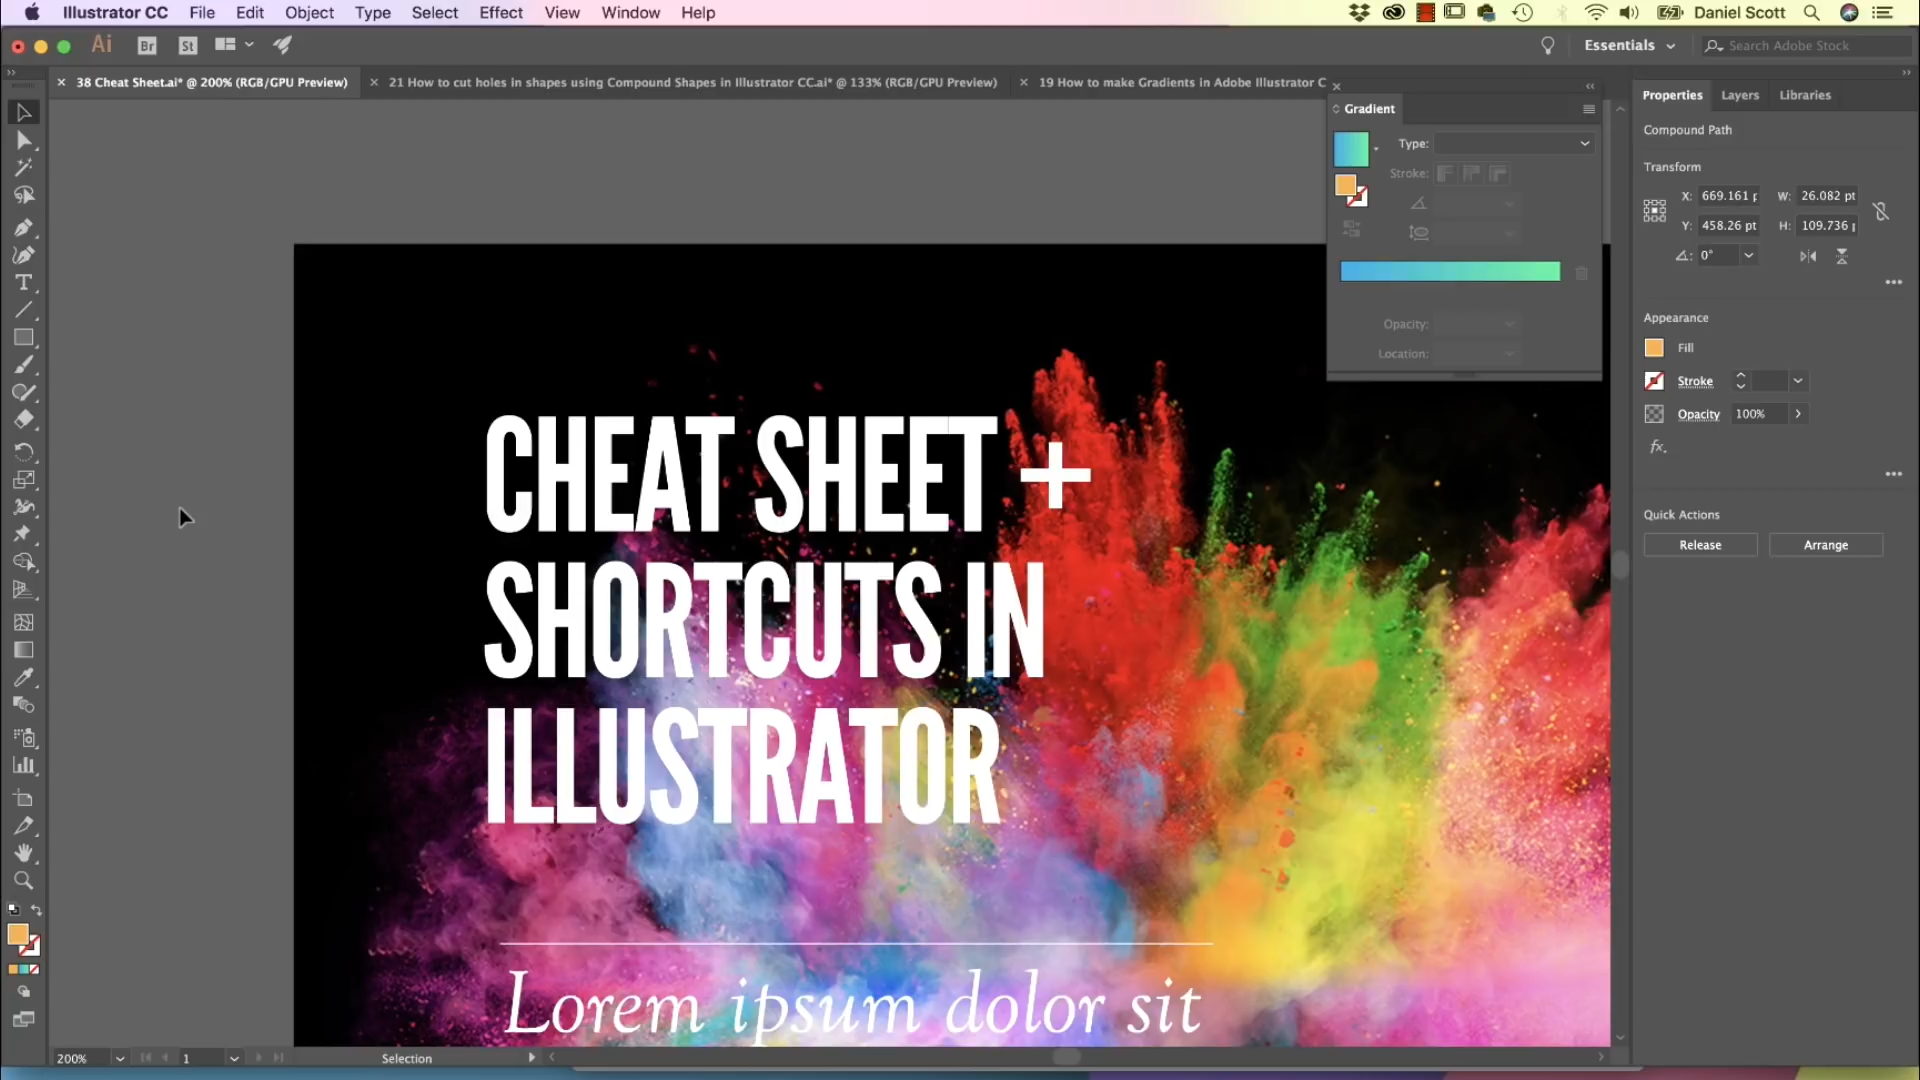 Illustrator CC File Edit Object Type Select Effect View Window Help Daniel Scott
Ai Br St Essentials Search Adobe Stock
38 Cheat Sheet.ai* @ 200% (RGB/GPU Preview) 21 How to cut holes in shapes using Compound Shapes in Illustrator CC.ai* @ 133% (RGB/GPU Preview) 19 How to make Gradients in Adobe Illustrator C
Gradient
Type:
Stroke:
Opacity:
Location:
Properties Layers Libraries
Compound Path
Transform
X: 669.161 p W: 26.082 pt
Y: 458.26 pt H: 109.736 p
0°
Appearance
Fill
Stroke
Opacity 100%
fx.
Quick Actions
Release Arrange
CHEAT SHEET +
SHORTCUTS IN
ILLUSTRATOR
Lorem ipsum dolor sit
200% 1 Selection